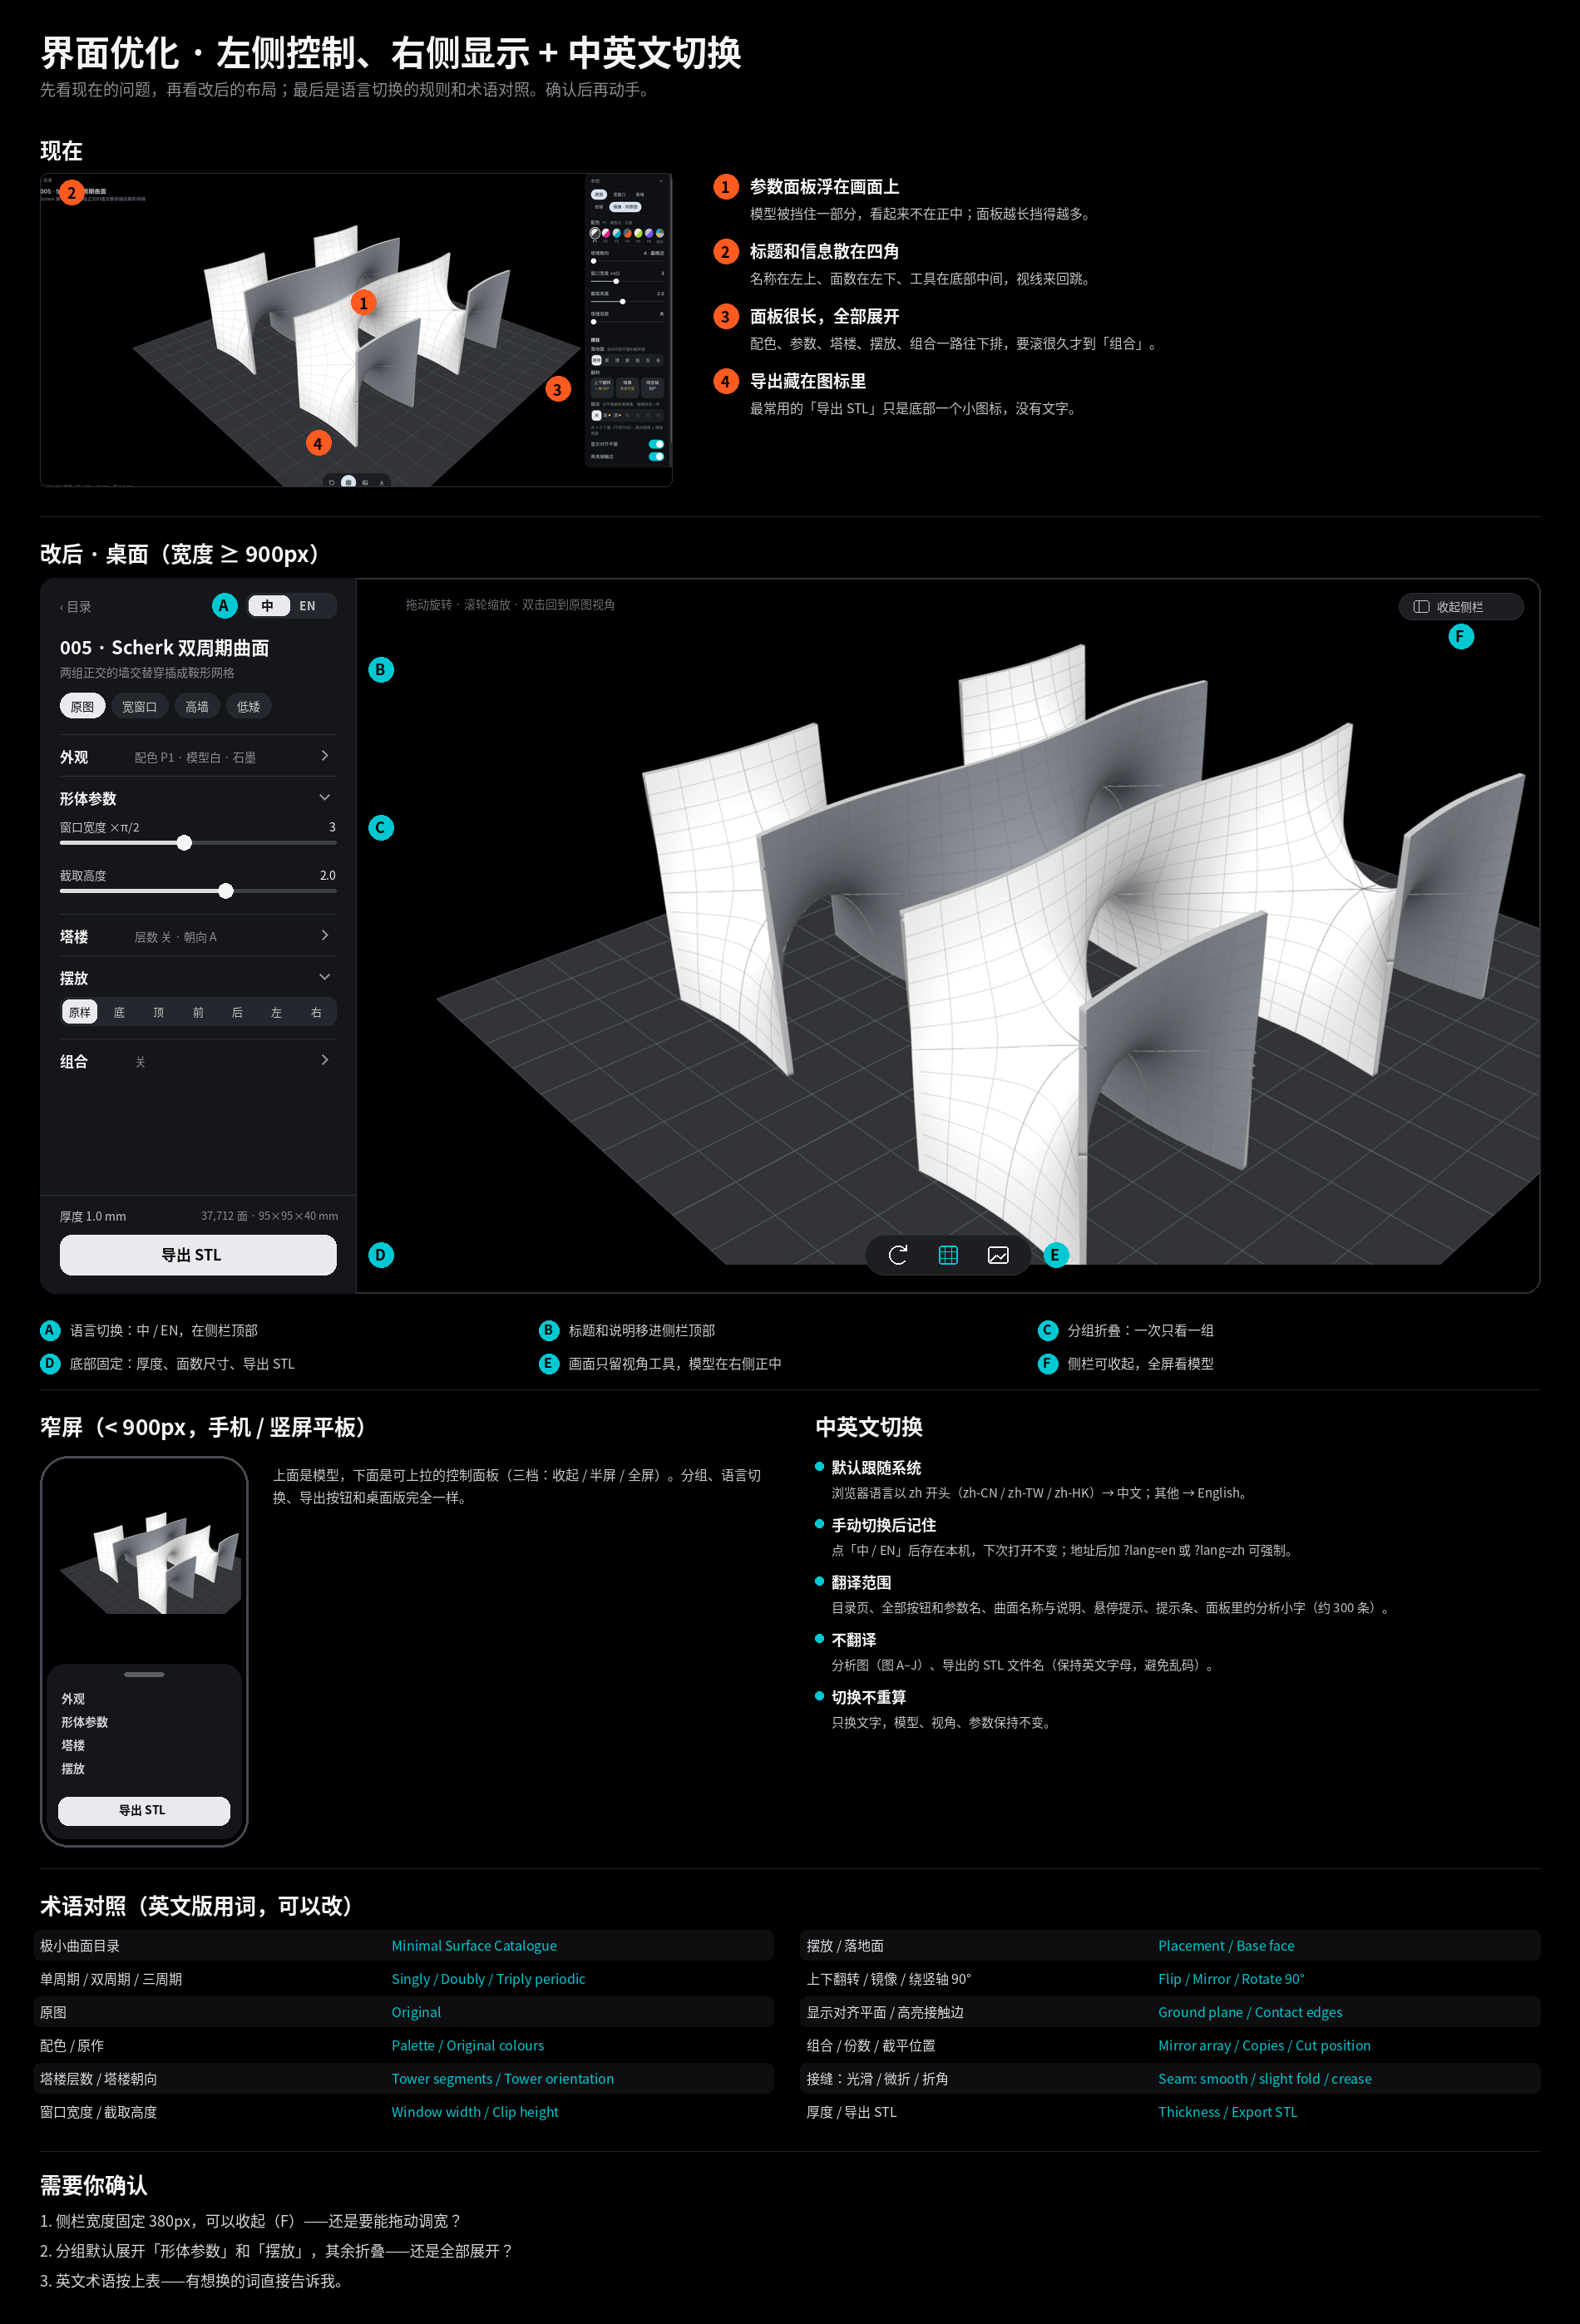 界面优化 · 左侧控制、右侧显示 + 中英文切换
先看现在的问题，再看改后的布局；最后是语言切换的规则和术语对照。确认后再动手。
现在
2
1
3
4
1 参数面板浮在画面上
模型被挡住一部分，看起来不在正中；面板越长挡得越多。
2 标题和信息散在四角
名称在左上、面数在左下、工具在底部中间，视线来回跳。
3 面板很长，全部展开
配色、参数、塔楼、摆放、组合一路往下排，要滚很久才到「组合」。
4 导出藏在图标里
最常用的「导出 STL」只是底部一个小图标，没有文字。
改后 · 桌面（宽度 ≥ 900px）
‹ 目录
A
中 EN
005 · Scherk 双周期曲面
两组正交的墙交替穿插成鞍形网格
原图 宽窗口 高墙 低矮
外观 配色 P1 · 模型白 · 石墨
形体参数
窗口宽度 ×π/2 3
截取高度 2.0
塔楼 层数 关 · 朝向 A
摆放
原样 底 顶 前 后 左 右
组合 关
厚度 1.0 mm 37,712 面 · 95×95×40 mm
导出 STL
拖动旋转 · 滚轮缩放 · 双击回到原图视角
收起侧栏
F
B
C
D
E
A 语言切换：中 / EN，在侧栏顶部
B 标题和说明移进侧栏顶部
C 分组折叠：一次只看一组
D 底部固定：厚度、面数尺寸、导出 STL
E 画面只留视角工具，模型在右侧正中
F 侧栏可收起，全屏看模型
窄屏（< 900px，手机 / 竖屏平板）
上面是模型，下面是可上拉的控制面板（三档：收起 / 半屏 / 全屏）。分组、语言切
换、导出按钮和桌面版完全一样。
外观
形体参数
塔楼
摆放
导出 STL
中英文切换
默认跟随系统
浏览器语言以 zh 开头（zh-CN / zh-TW / zh-HK）→ 中文；其他 → English。
手动切换后记住
点「中 / EN」后存在本机，下次打开不变；地址后加 ?lang=en 或 ?lang=zh 可强制。
翻译范围
目录页、全部按钮和参数名、曲面名称与说明、悬停提示、提示条、面板里的分析小字（约 300 条）。
不翻译
分析图（图 A–J）、导出的 STL 文件名（保持英文字母，避免乱码）。
切换不重算
只换文字，模型、视角、参数保持不变。
术语对照（英文版用词，可以改）
极小曲面目录 Minimal Surface Catalogue
单周期 / 双周期 / 三周期 Singly / Doubly / Triply periodic
原图 Original
配色 / 原作 Palette / Original colours
塔楼层数 / 塔楼朝向 Tower segments / Tower orientation
窗口宽度 / 截取高度 Window width / Clip height
摆放 / 落地面 Placement / Base face
上下翻转 / 镜像 / 绕竖轴 90° Flip / Mirror / Rotate 90°
显示对齐平面 / 高亮接触边 Ground plane / Contact edges
组合 / 份数 / 截平位置 Mirror array / Copies / Cut position
接缝：光滑 / 微折 / 折角 Seam: smooth / slight fold / crease
厚度 / 导出 STL Thickness / Export STL
需要你确认
1. 侧栏宽度固定 380px，可以收起（F）——还是要能拖动调宽？
2. 分组默认展开「形体参数」和「摆放」，其余折叠——还是全部展开？
3. 英文术语按上表——有想换的词直接告诉我。